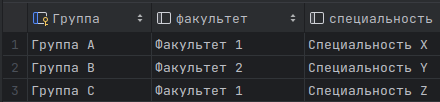 Группа факультет специальность
1 Группа A Факультет 1 Специальность X
2 Группа B Факультет 2 Специальность Y
3 Группа C Факультет 1 Специальность Z